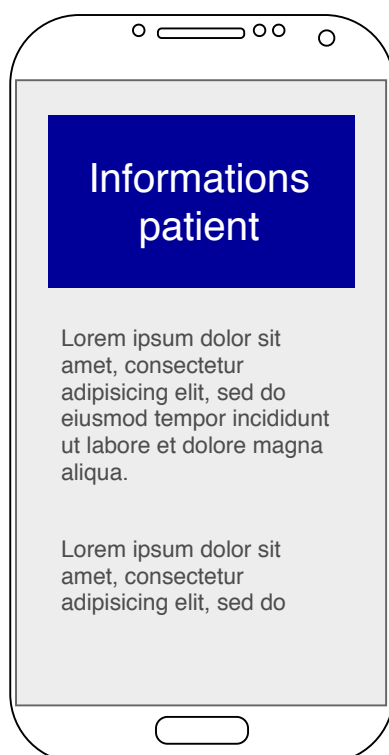 Informations
patient
Lorem ipsum dolor sit
amet, consectetur
adipisicing elit, sed do
eiusmod tempor incididunt
ut labore et dolore magna
aliqua.
Lorem ipsum dolor sit
amet, consectetur
adipisicing elit, sed do